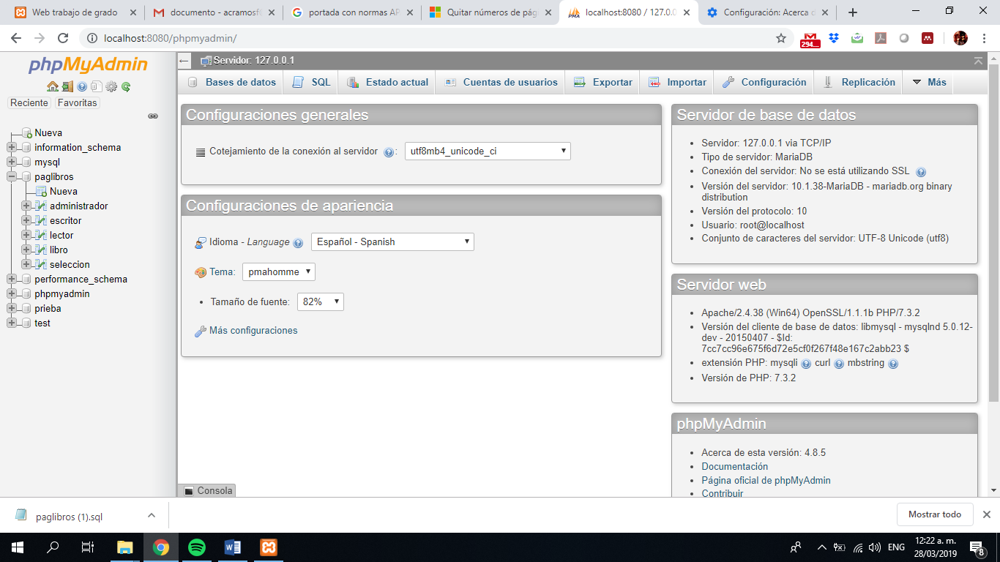 Web trabajo de grado
documento - acramosf
portada con normas AP
Quitar números de pág
localhost:8080 / 127.0.0
Configuración: Acerca d
localhost:8080/phpmyadmin/
294...
phpMyAdmin
Reciente
Favoritas
Nueva
information_schema
mysql
paglibros
Nueva
administrador
escritor
lector
libro
seleccion
performance_schema
phpmyadmin
prieba
test
Servidor: 127.0.0.1
Bases de datos
SQL
Estado actual
Cuentas de usuarios
Exportar
Importar
Configuración
Replicación
Más
Configuraciones generales
Cotejamiento de la conexión al servidor :
utf8mb4_unicode_ci
Configuraciones de apariencia
Idioma - Language
Español - Spanish
Tema:
pmahomme
Tamaño de fuente:
82%
Más configuraciones
Servidor de base de datos
Servidor: 127.0.0.1 via TCP/IP
Tipo de servidor: MariaDB
Conexión del servidor: No se está utilizando SSL
Versión del servidor: 10.1.38-MariaDB - mariadb.org binary
distribution
Versión del protocolo: 10
Usuario: root@localhost
Conjunto de caracteres del servidor: UTF-8 Unicode (utf8)
Servidor web
Apache/2.4.38 (Win64) OpenSSL/1.1.1b PHP/7.3.2
Versión del cliente de base de datos: libmysql - mysqlnd 5.0.12-
dev - 20150407 - $Id:
7cc7cc96e675f6d72e5cf0f267f48e167c2abb23 $
extensión PHP: mysqli curl mbstring
Versión de PHP: 7.3.2
phpMyAdmin
Acerca de esta versión: 4.8.5
Documentación
Página oficial de phpMyAdmin
Contribuir
Consola
paglibros (1).sql
Mostrar todo
ENG
12:22 a. m.
28/03/2019
8